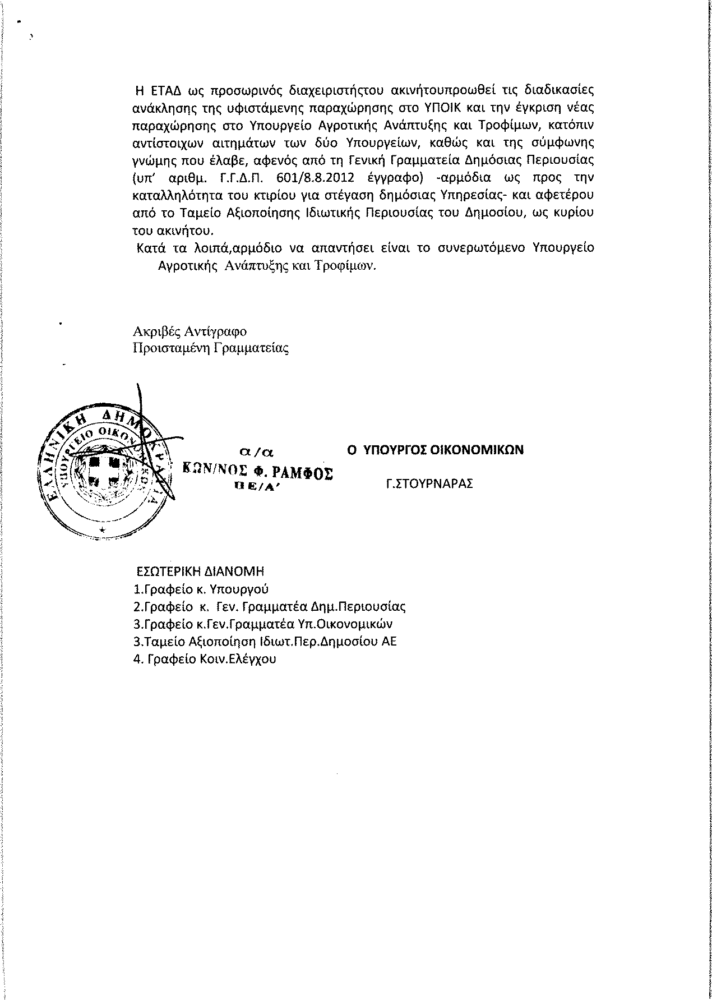 Η ΕΤΑΔ ως προσωρινός διαχειριστήςτου ακινήτουπροωθεί τις διαδικασίες
ανάκλησης της υφιστάμενης παραχώρησης στο ΥΠΟΙΚ και την έγκριση νέας
παραχώρησης στο Υπουργείο Αγροτικής Ανάπτυξης και Τροφίμων, κατόπιν
αντίστοιχων αιτημάτων των δύο Υπουργείων, καθώς και της σύμφωνης
γνώμης που έλαβε, αφενός από τη Γενική Γραμματεία Δημόσιας Περιουσίας
(υπ' αριθμ. Γ.Γ.Δ.Π. 601/8.8.2012 έγγραφο) -αρμόδια ως προς την
καταλληλότητα του κτιρίου για στέγαση δημόσιας Υπηρεσίας- και αφετέρου
από το Ταμείο Αξιοποίησης Ιδιωτικής Περιουσίας του Δημοσίου, ως κυρίου
του ακινήτου.
Κατά τα λοιπά,αρμόδιο να απαντήσει είναι το συνερωτόμενο Υπουργείο
Αγροτικής Ανάπτυξης και Τροφίμων.
Ακριβές Αντίγραφο
Προισταμένη Γραμματείας
ΕΛΛΗΝΙΚΗ ΔΗΜΟΚΡΑΤΙΑ
ΥΠΟΥΡΓΕΙΟ ΟΙΚΟΝΟΜΙΚΩΝ
α/α
ΚΩΝ/ΝΟΣ Φ. ΡΑΜΦΟΣ
ΠΕ/Α'
Ο ΥΠΟΥΡΓΟΣ ΟΙΚΟΝΟΜΙΚΩΝ
Γ.ΣΤΟΥΡΝΑΡΑΣ
ΕΣΩΤΕΡΙΚΗ ΔΙΑΝΟΜΗ
1.Γραφείο κ. Υπουργού
2.Γραφείο κ. Γεν. Γραμματέα Δημ.Περιουσίας
3.Γραφείο κ.Γεν.Γραμματέα Υπ.Οικονομικών
3.Ταμείο Αξιοποίηση Ιδιωτ.Περ.Δημοσίου ΑΕ
4. Γραφείο Κοιν.Ελέγχου